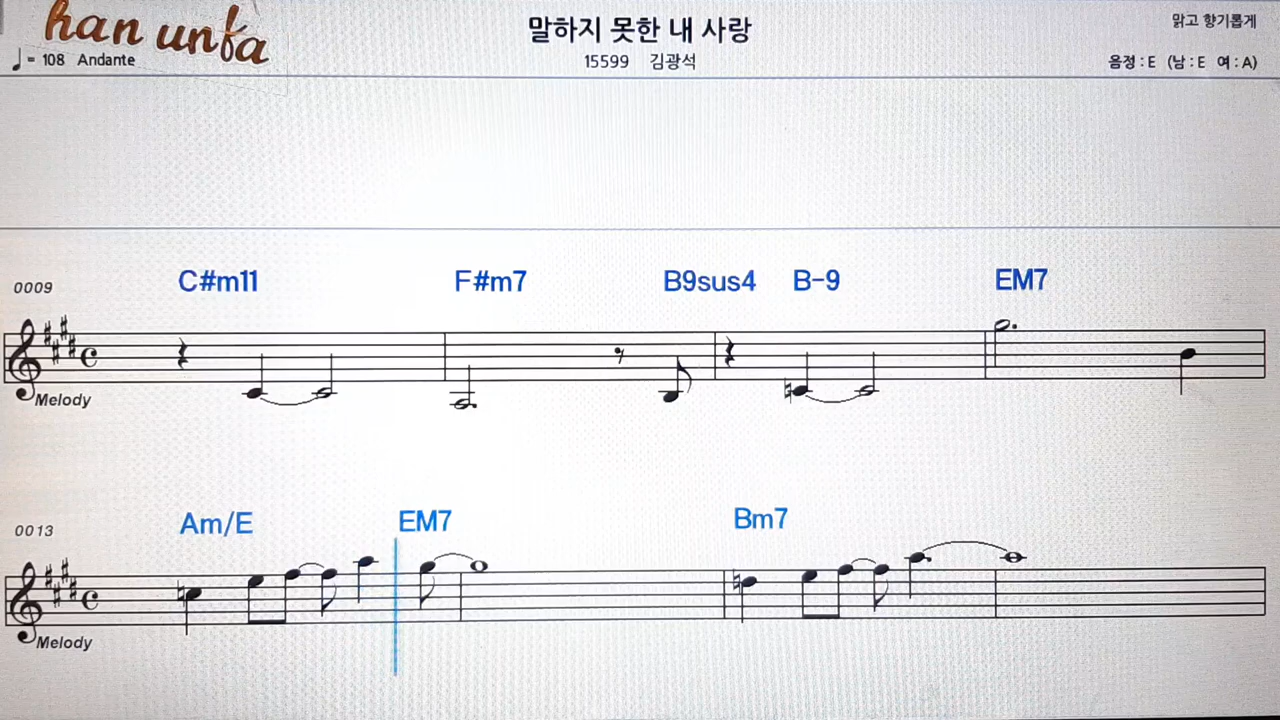 han unfa
말하지 못한 내 사랑
맑고 향기롭게
♩= 108 Andante
15599 김광석
음정 : E (남 : E 여 : A)
0009
C#m11 F#m7 B9sus4 B-9 EM7
Melody
0013
Am/E EM7 Bm7
Melody